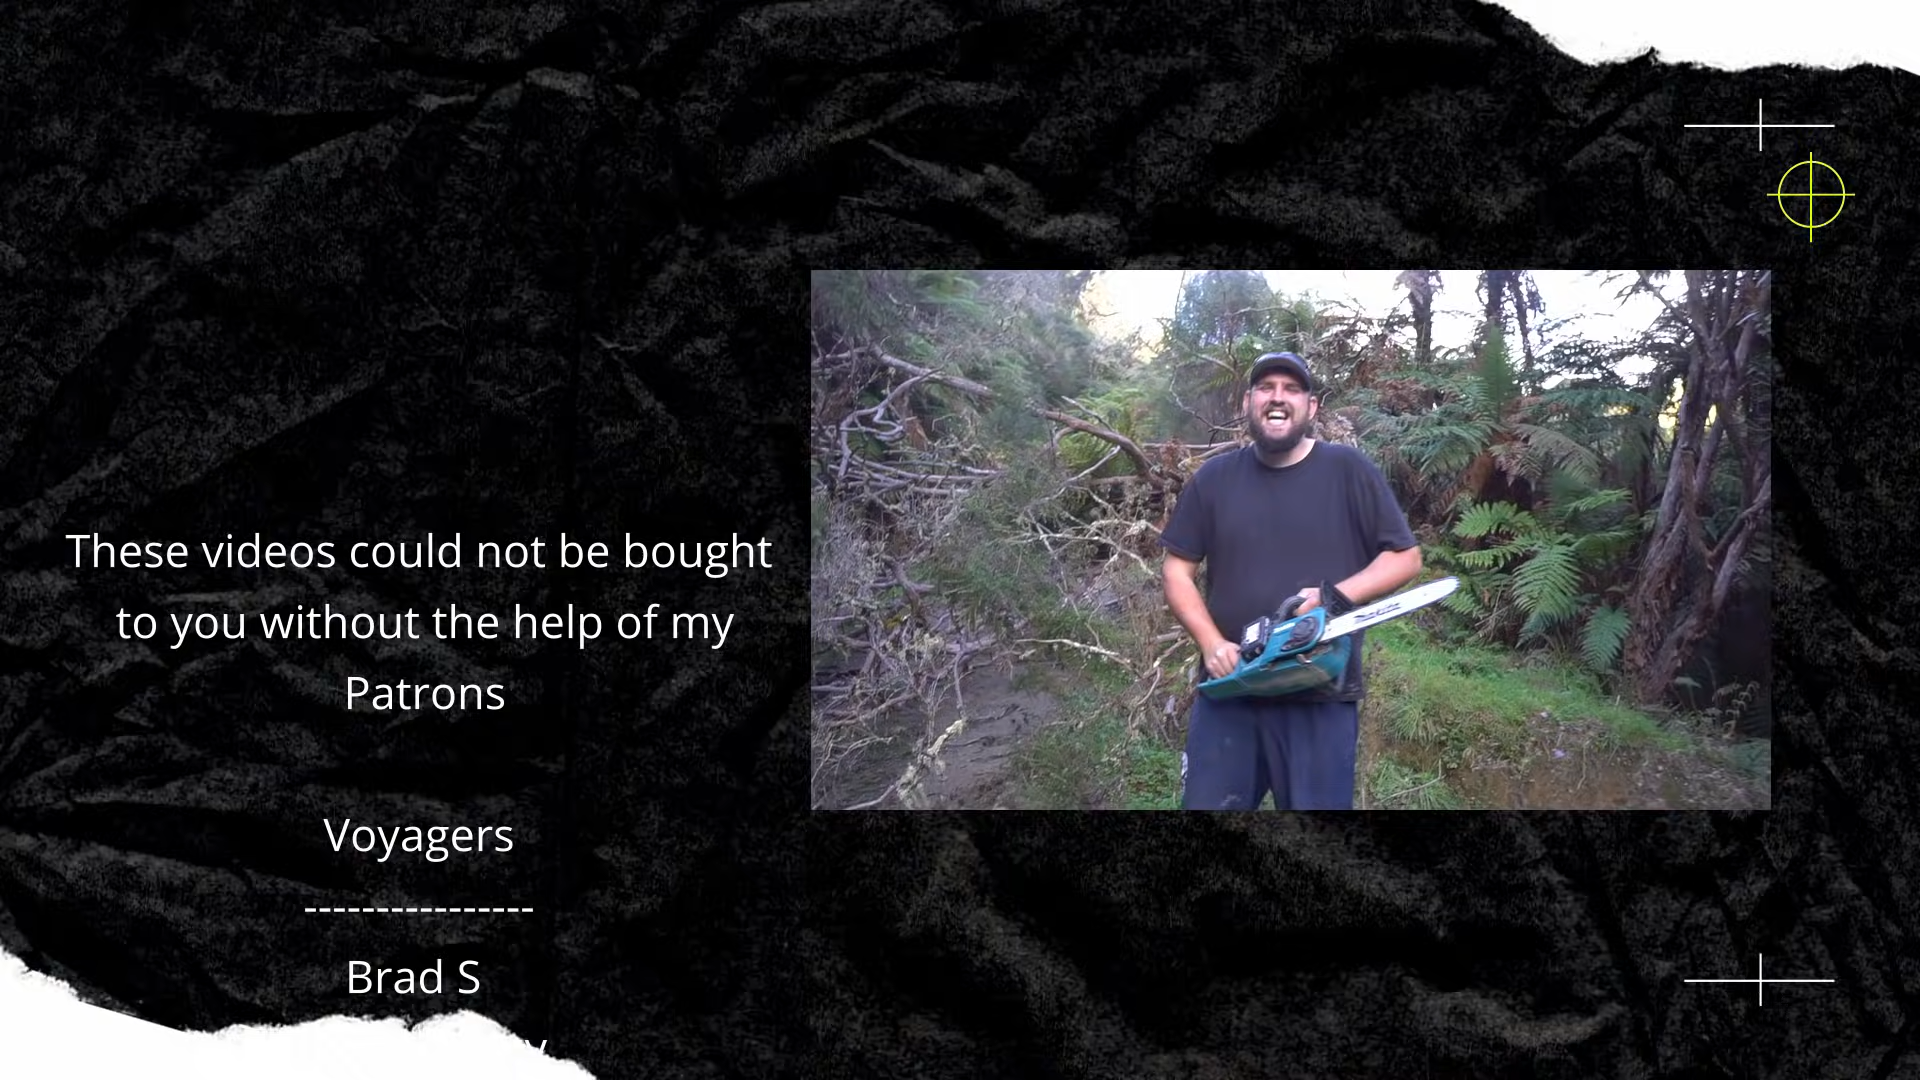 These videos could not be bought
to you without the help of my
Patrons
Voyagers
----------------
Brad S